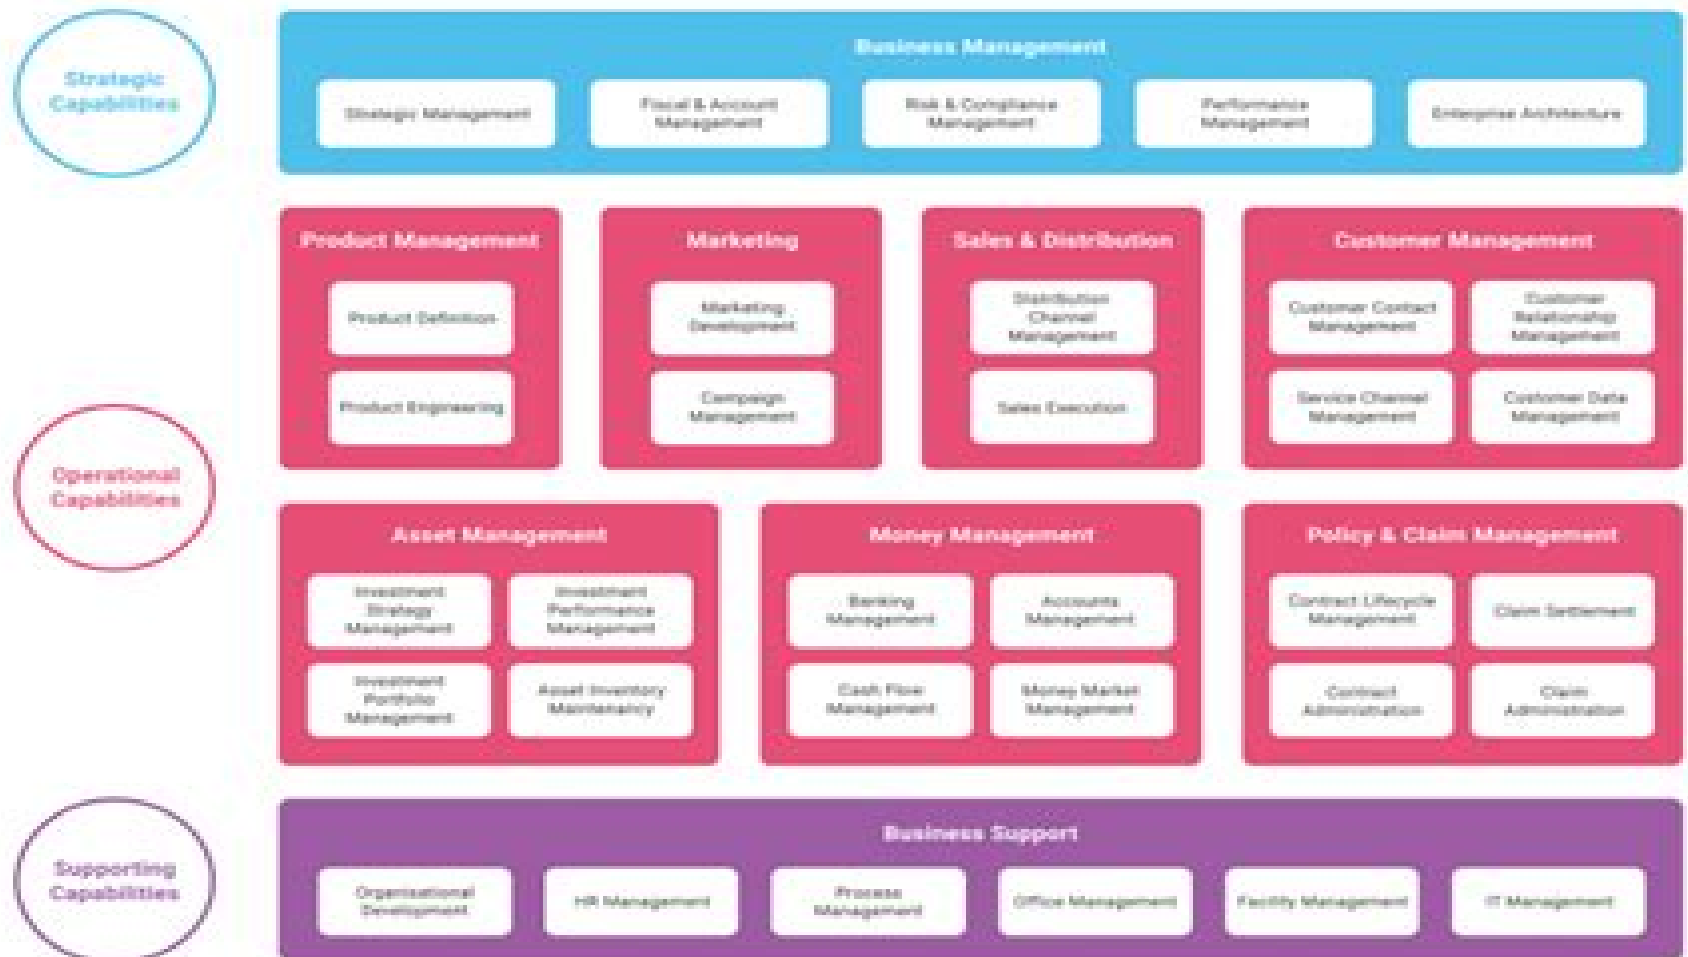 Strategic
Capabilities
Business Management
Strategic Management
Fiscal & Account
Management
Risk & Compliance
Management
Performance
Management
Enterprise Architecture
Operational
Capabilities
Product Management
Product Definition
Product Engineering
Marketing
Marketing
Development
Campaign
Management
Sales & Distribution
Distribution
Channel
Management
Sales Execution
Customer Management
Customer Contact
Management
Customer
Relationship
Management
Service Channel
Management
Customer Data
Management
Asset Management
Investment
Strategy
Management
Investment
Performance
Management
Investment
Portfolio
Management
Asset Inventory
Maintenancy
Money Management
Banking
Management
Accounts
Management
Cash Flow
Management
Money Market
Management
Policy & Claim Management
Contract Lifecycle
Management
Claim Settlement
Contract
Administration
Claim
Administration
Supporting
Capabilities
Business Support
Organisational
Development
HR Management
Process
Management
Office Management
Facility Management
IT Management